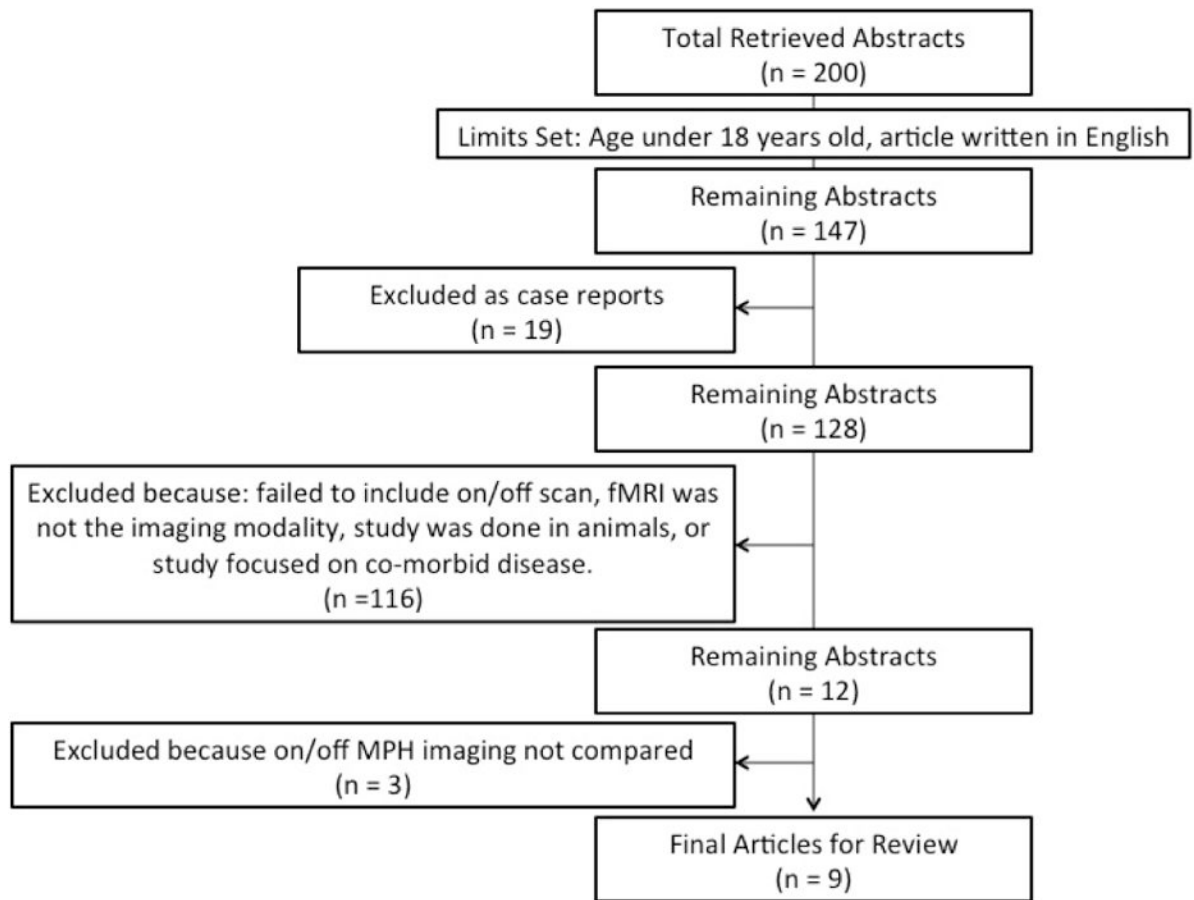 Total Retrieved Abstracts
(n = 200)
Limits Set: Age under 18 years old, article written in English
Remaining Abstracts
(n = 147)
Excluded as case reports
(n = 19)
Remaining Abstracts
(n = 128)
Excluded because: failed to include on/off scan, fMRI was
not the imaging modality, study was done in animals, or
study focused on co-morbid disease.
(n =116)
Remaining Abstracts
(n = 12)
Excluded because on/off MPH imaging not compared
(n = 3)
Final Articles for Review
(n = 9)